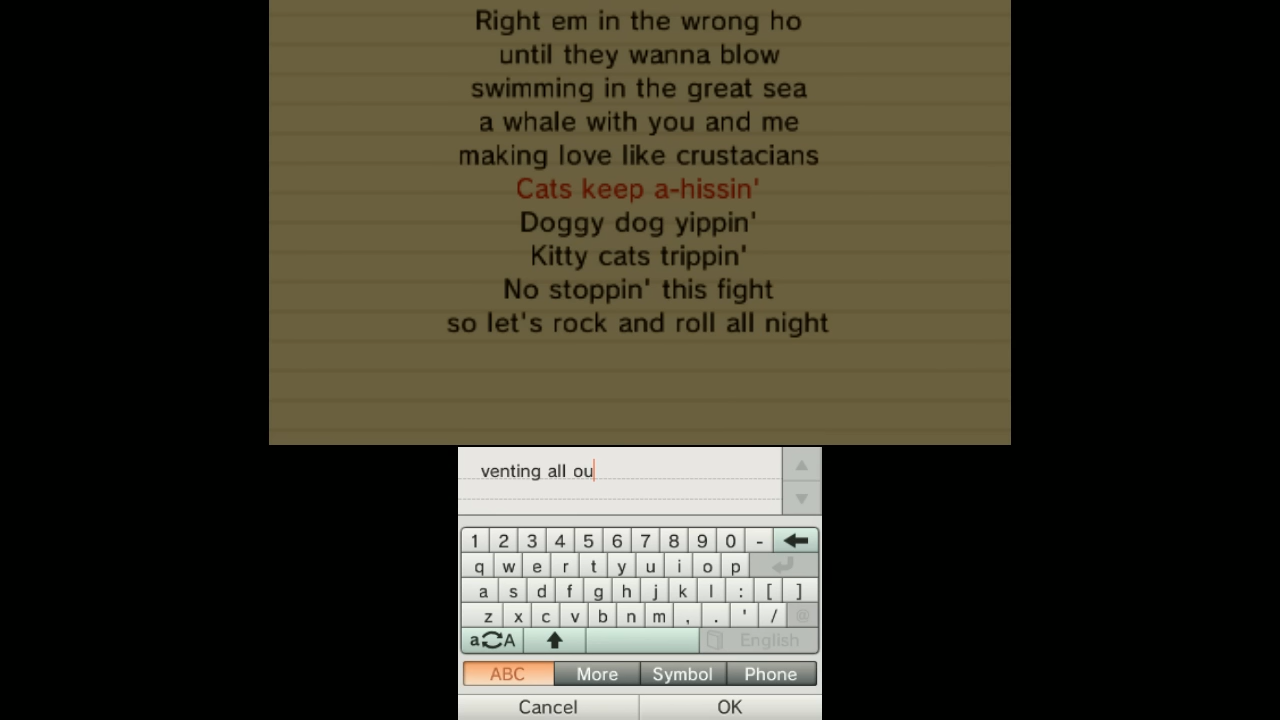 Right em in the wrong ho
until they wanna blow
swimming in the great sea
a whale with you and me
making love like crustacians
Cats keep a-hissin'
Doggy dog yippin'
Kitty cats trippin'
No stoppin' this fight
so let's rock and roll all night
venting all ou
1 2 3 4 5 6 7 8 9 0 -
q w e r t y u i o p
a s d f g h j k l : [ ]
z x c v b n m , . ' / @
a A English
ABC More Symbol Phone
Cancel OK